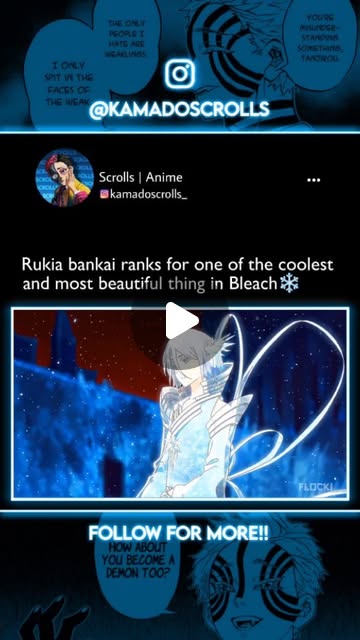 THE ONLY
PEOPLE I
HATE ARE
WEAKLINGS.
YOU'RE
MISUNDER-
STANDING
SOMETHING,
TANJIROU.
I ONLY
SPIT IN THE
FACES OF
THE WEAK.
@KAMADOSCROLLS
Scrolls | Anime
kamadoscrolls_
Rukia bankai ranks for one of the coolest
and most beautiful thing in Bleach❄️
FLOCKI
FOLLOW FOR MORE!!
HOW ABOUT
YOU BECOME A
DEMON TOO?